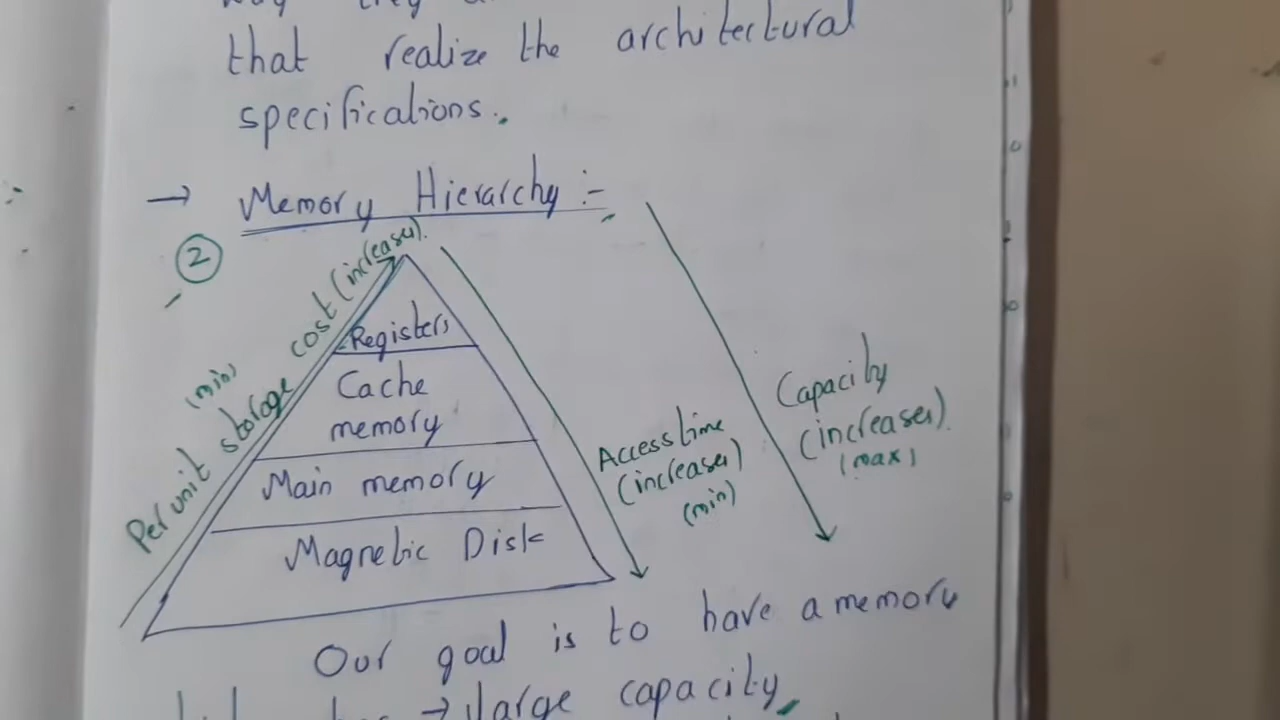 that realize the architectural
specifications.
→ Memory Hierarchy :-
2
Per unit storage cost (increases).
(min)
Registers
Cache
memory
Main memory
Magnetic Disk
Access time
(increases)
(min)
Capacity
(increases)
(max)
Our goal is to have a memory
→ large capacity